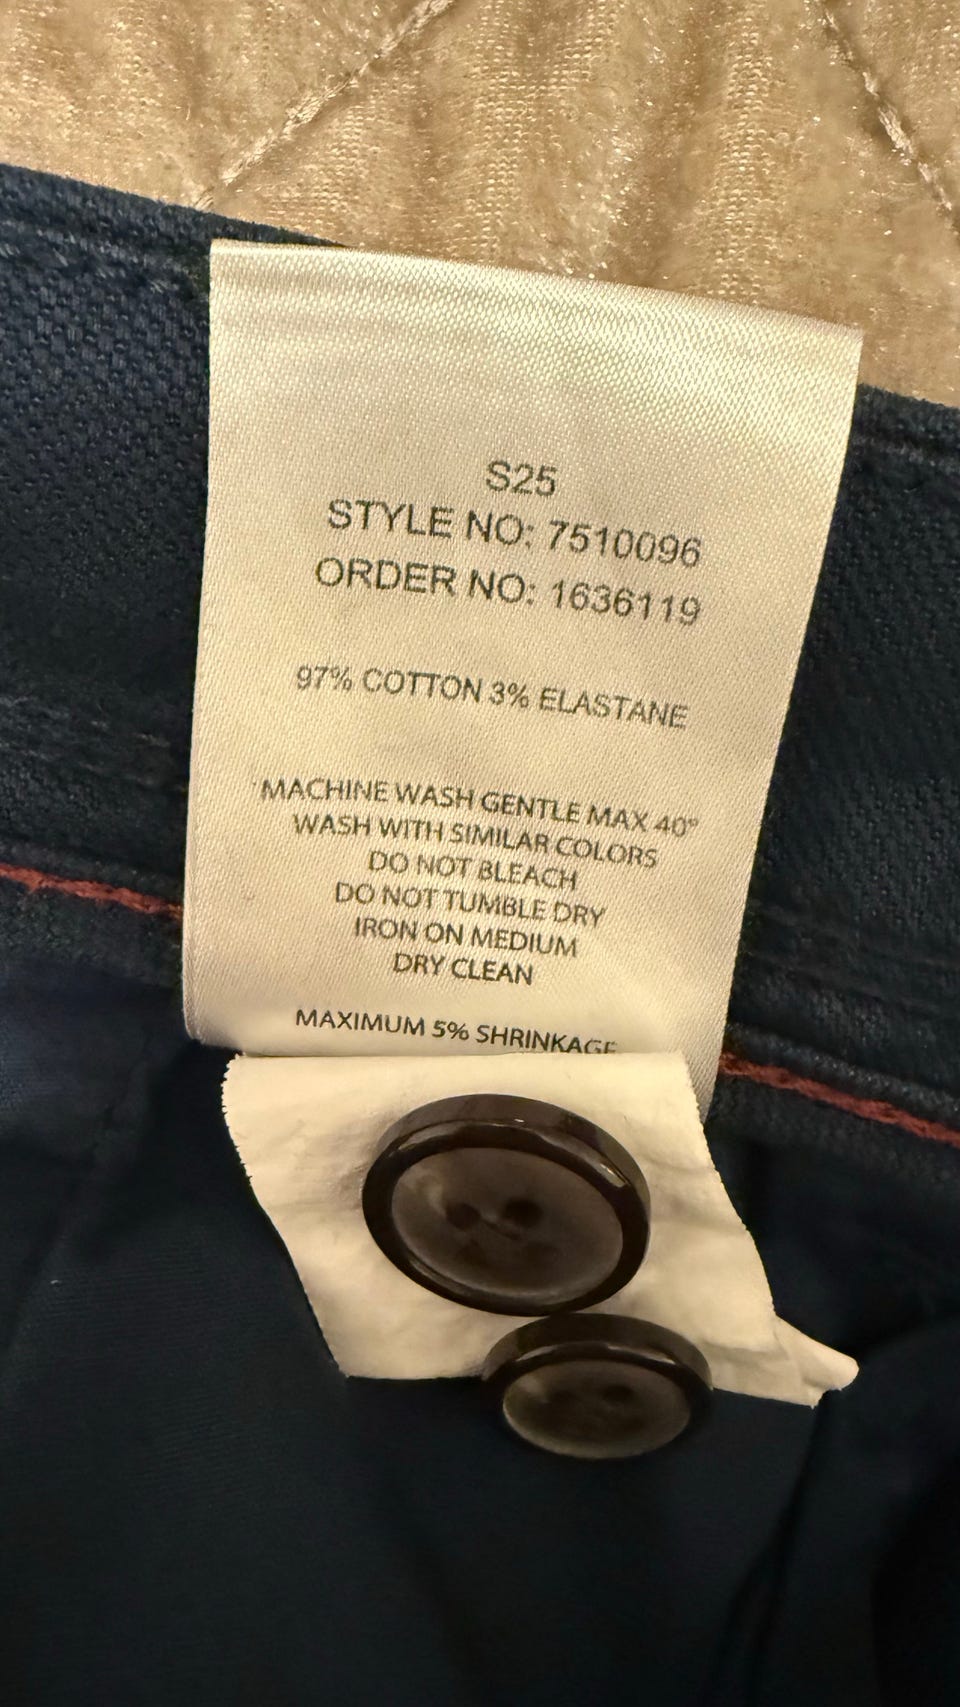 S25
STYLE NO: 7510096
ORDER NO: 1636119
97% COTTON 3% ELASTANE
MACHINE WASH GENTLE MAX 40°
WASH WITH SIMILAR COLORS
DO NOT BLEACH
DO NOT TUMBLE DRY
IRON ON MEDIUM
DRY CLEAN
MAXIMUM 5% SHRINKAGE